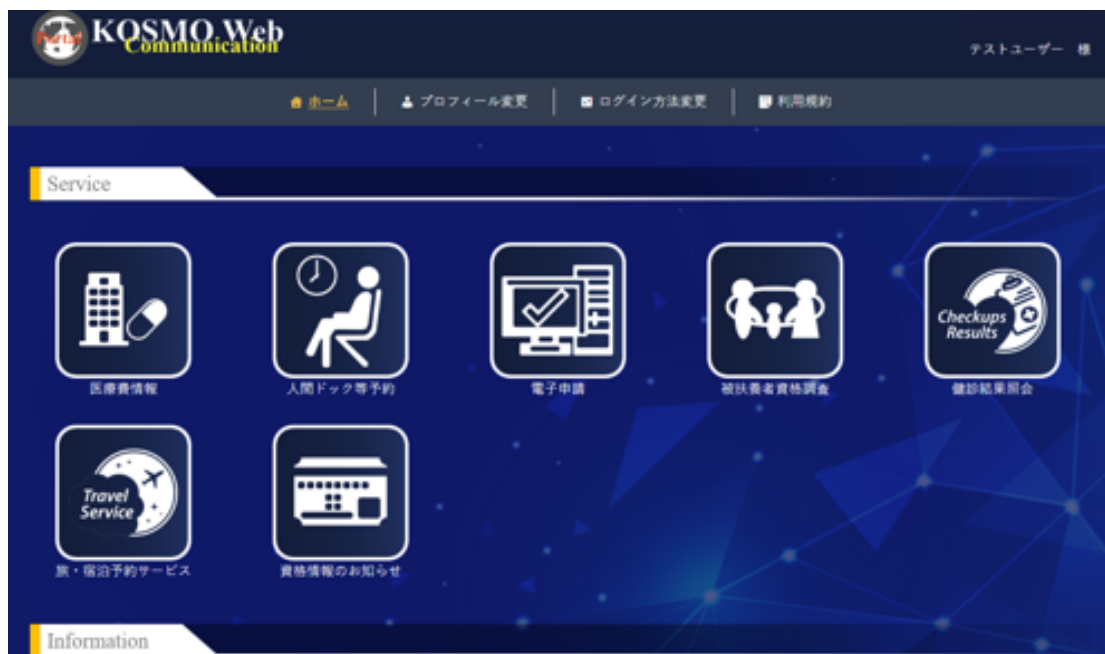 Portal
KOSMO Web
Communication
テストユーザー 様
ホーム
プロフィール変更
ログイン方法変更
利用規約
Service
医療費情報
人間ドック等予約
電子申請
被扶養者資格調査
Checkups
Results
健診結果照会
Travel
Service
旅・宿泊予約サービス
資格情報のお知らせ
Information